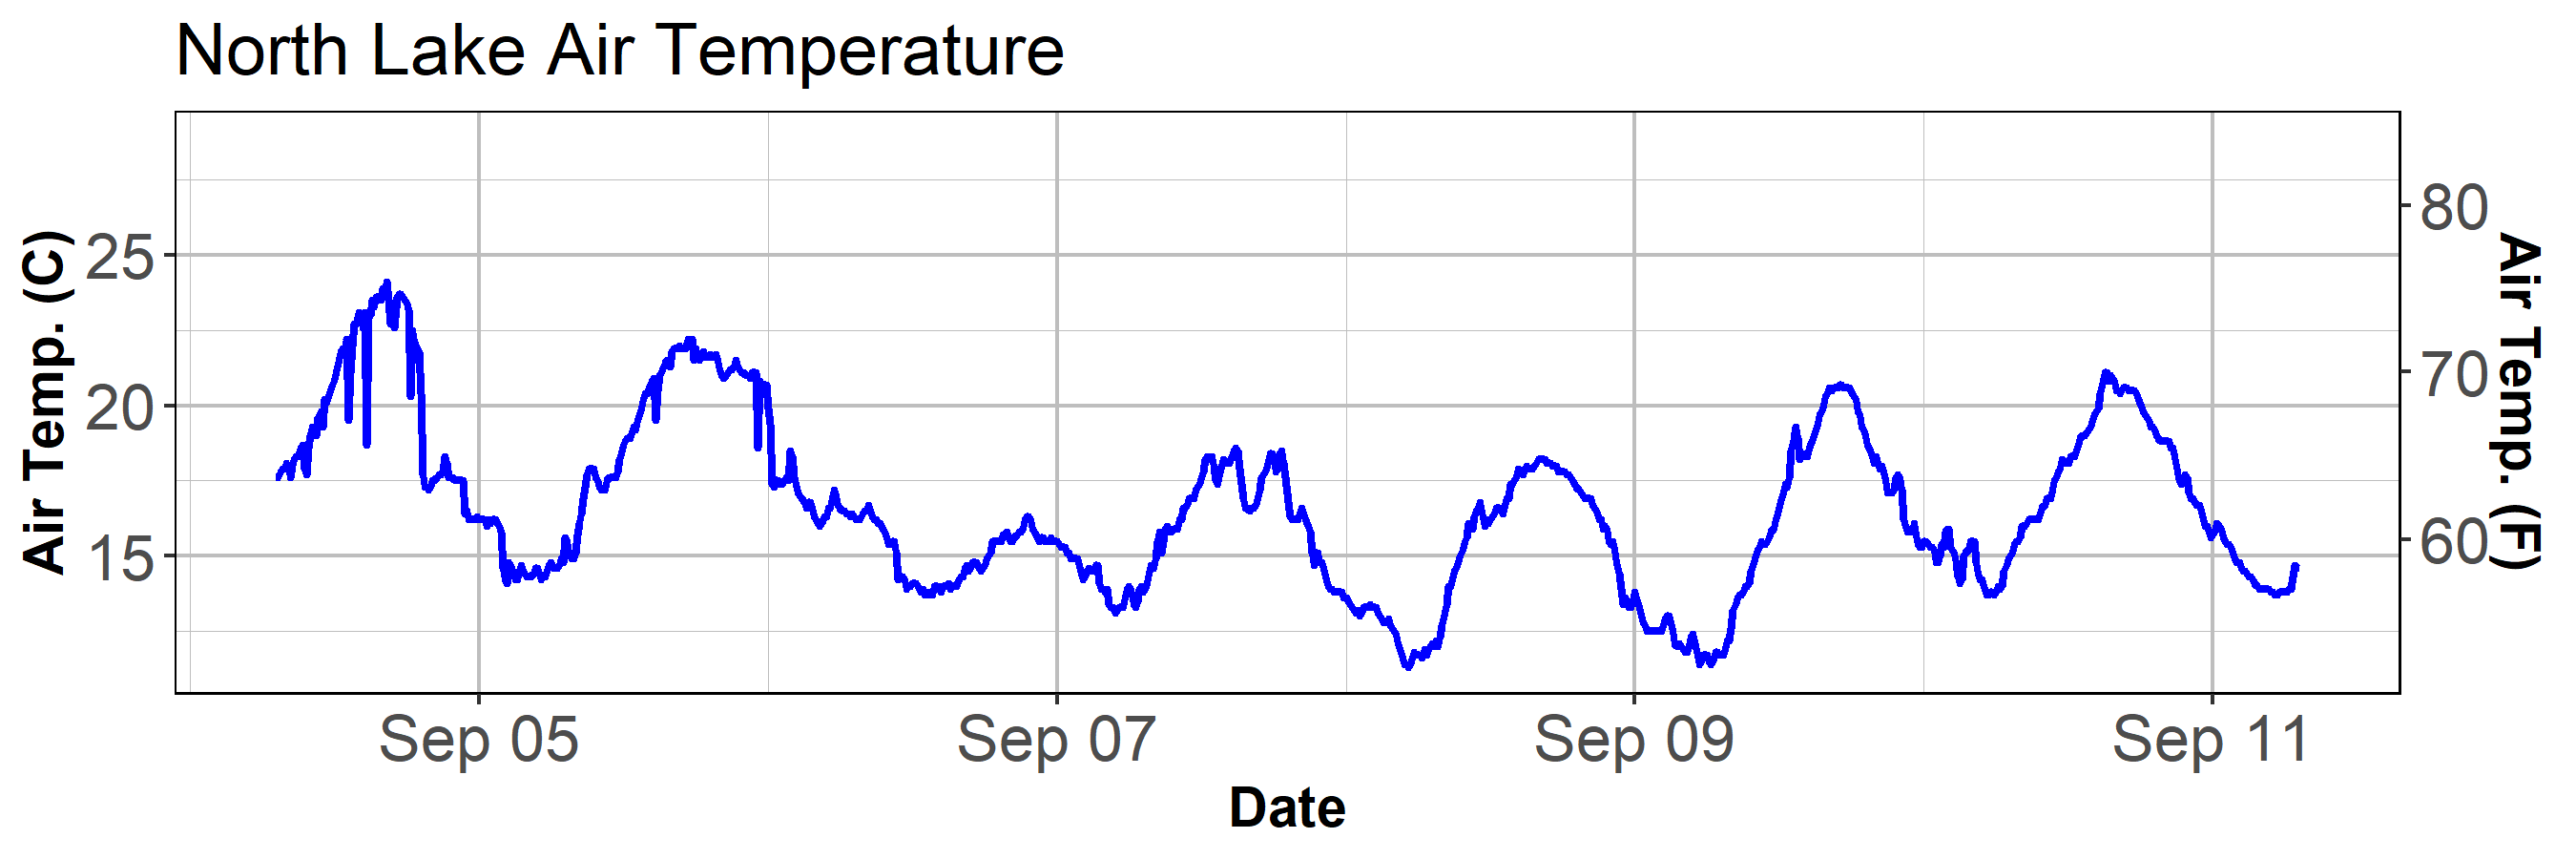 North Lake Air Temperature
Air Temp. (C)
25
20
15
80
70
60
Air Temp. (F)
Sep 05 Sep 07 Sep 09 Sep 11
Date